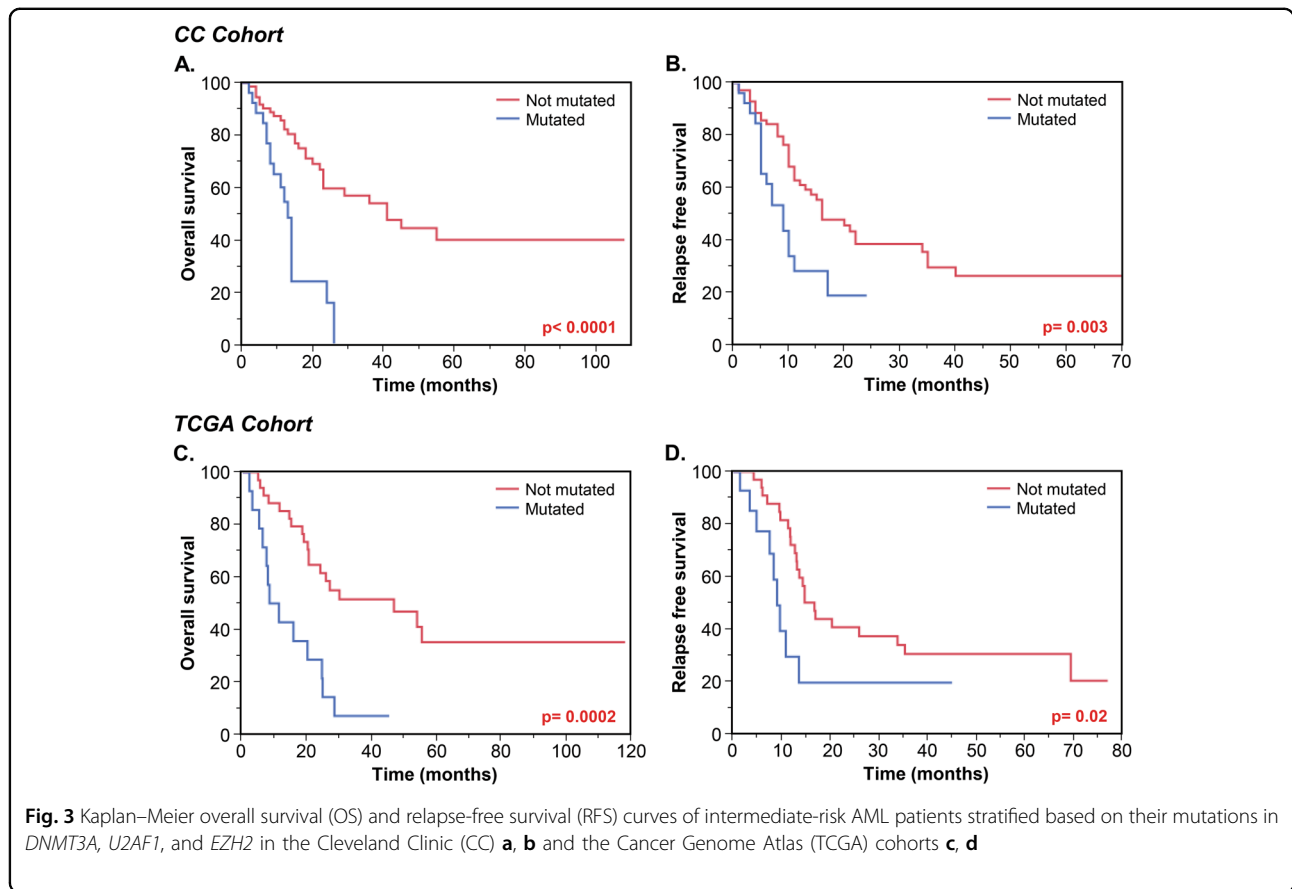 CC Cohort
A.
Overall survival
100
80
60
40
20
0
0 20 40 60 80 100
Time (months)
Not mutated
Mutated
p< 0.0001
B.
Relapse free survival
100
80
60
40
20
0
0 10 20 30 40 50 60 70
Time (months)
Not mutated
Mutated
p= 0.003
TCGA Cohort
C.
Overall survival
100
80
60
40
20
0
0 20 40 60 80 100 120
Time (months)
Not mutated
Mutated
p= 0.0002
D.
Relapse free survival
100
80
60
40
20
0
0 10 20 30 40 50 60 70 80
Time (months)
Not mutated
Mutated
p= 0.02
Fig. 3 Kaplan–Meier overall survival (OS) and relapse-free survival (RFS) curves of intermediate-risk AML patients stratified based on their mutations in
DNMT3A, U2AF1, and EZH2 in the Cleveland Clinic (CC) a, b and the Cancer Genome Atlas (TCGA) cohorts c, d